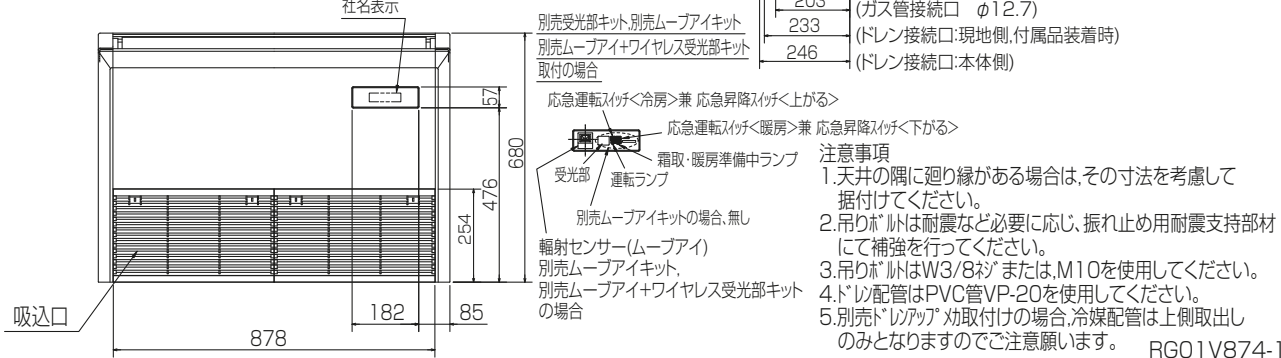 社名表示
別売受光部キット,別売ムーブアイキット
別売ムーブアイ+ワイヤレス受光部キット
取付の場合
203
(ガス管接続口 φ12.7)
233
(ドレン接続口:現地側,付属品装着時)
246
(ドレン接続口:本体側)
応急運転スイッチ<冷房>兼 応急昇降スイッチ<上がる>
応急運転スイッチ<暖房>兼 応急昇降スイッチ<下がる>
霜取・暖房準備中ランプ
受光部
運転ランプ
別売ムーブアイキットの場合,無し
輻射センサー(ムーブアイ)
別売ムーブアイキット,
別売ムーブアイ+ワイヤレス受光部キット
の場合
57
680
476
254
182
85
878
吸込口
注意事項
1.天井の隅に廻り縁がある場合は,その寸法を考慮して
据付けてください。
2.吊りボルトは耐震など必要に応じ,振れ止め用耐震支持部材
にて補強を行ってください。
3.吊りボルトはW3/8ネジまたは,M10を使用してください。
4.ドレン配管はPVC管VP-20を使用してください。
5.別売ドレンアップメカ取付けの場合,冷媒配管は上側取出し
のみとなりますのでご注意願います。
RG01V874-1